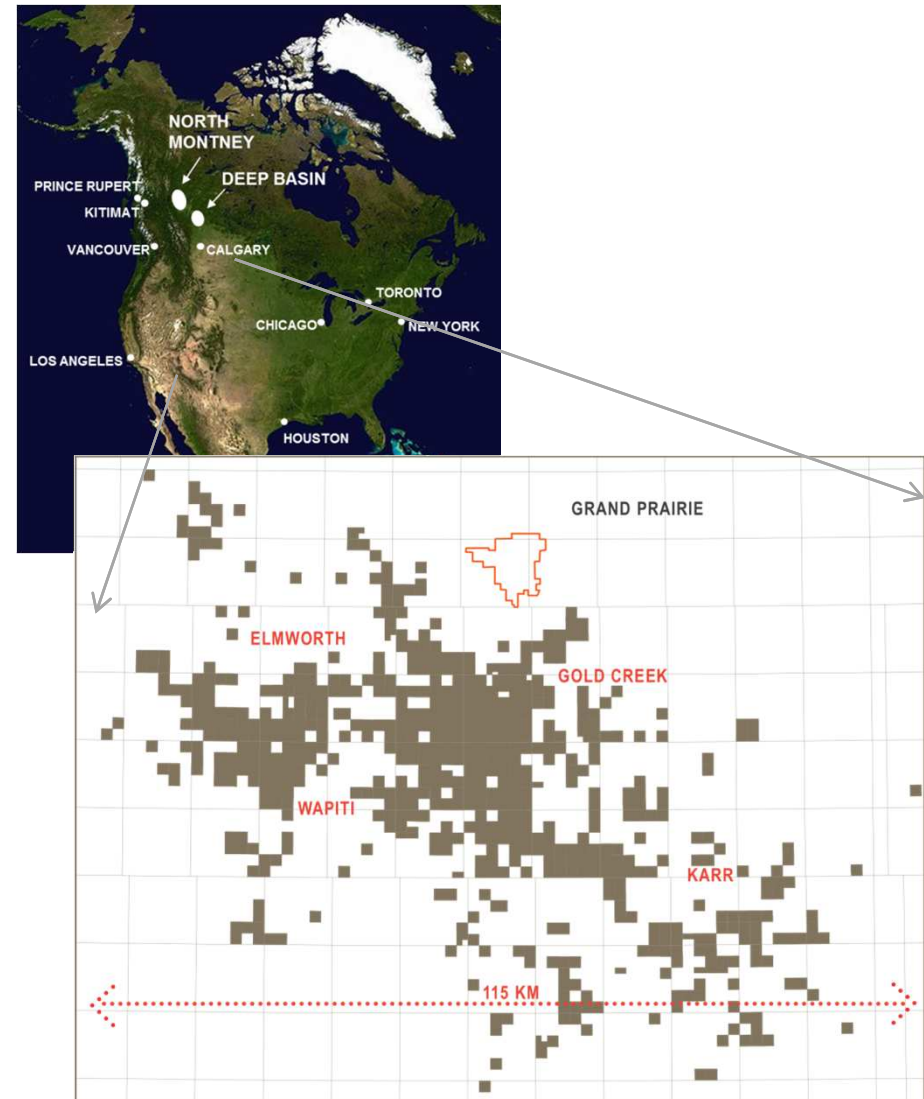 NORTH
MONTNEY
DEEP BASIN
PRINCE RUPERT
KITIMAT
VANCOUVER
CALGARY
TORONTO
CHICAGO
NEW YORK
LOS ANGELES
HOUSTON
GRAND PRAIRIE
ELMWORTH
GOLD CREEK
WAPITI
KARR
115 KM